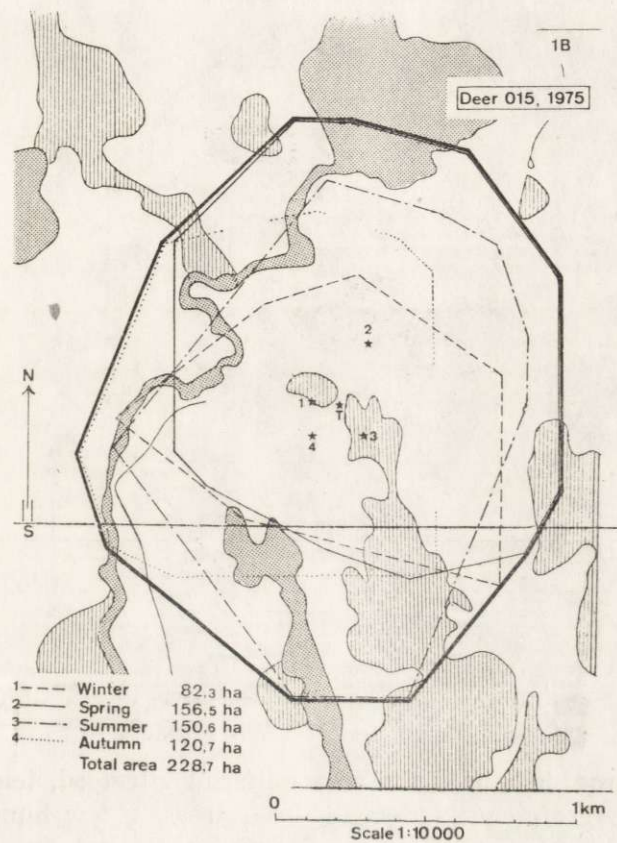 1B
Deer 015, 1975
2
1
T
3
4
N
S
1 Winter 82.3 ha
2 Spring 156.5 ha
3 Summer 150.6 ha
4 Autumn 120.7 ha
Total area 228.7 ha
0 1km
Scale 1:10 000